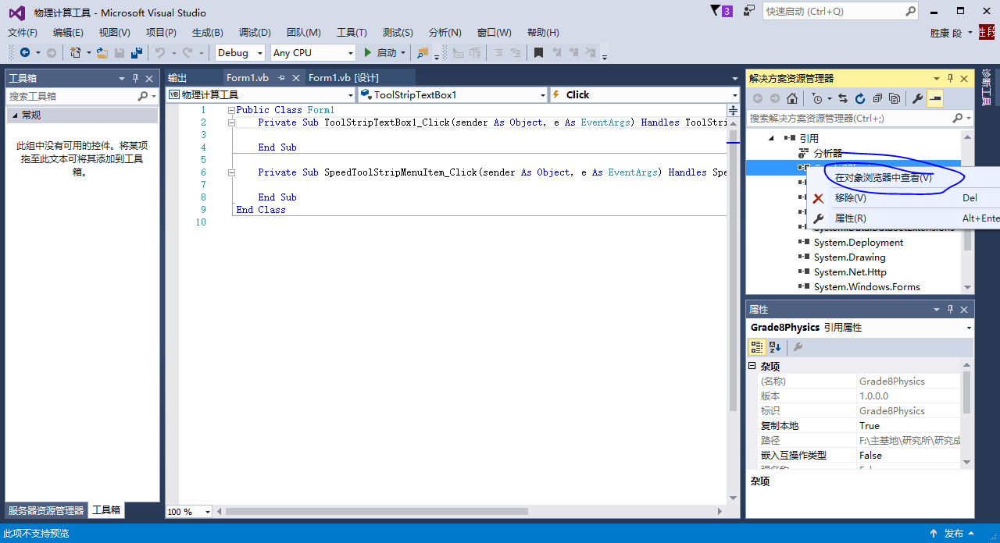 物理计算工具 - Microsoft Visual Studio
3
快速启动 (Ctrl+Q)
文件(F) 编辑(E) 视图(V) 项目(P) 生成(B) 调试(D) 团队(M) 工具(T) 测试(S) 分析(N) 窗口(W) 帮助(H)
胜康 段
胜段
Debug Any CPU 启动
工具箱
搜索工具箱
常规
此组中没有可用的控件。将某项
拖至此文本可将其添加到工具
箱。
服务器资源管理器 工具箱
输出 Form1.vb Form1.vb [设计]
VB 物理计算工具 ToolStripTextBox1 Click
1 Public Class Form1
2 Private Sub ToolStripTextBox1_Click(sender As Object, e As EventArgs) Handles ToolStri
3
4 End Sub
5
6 Private Sub SpeedToolStripMenuItem_Click(sender As Object, e As EventArgs) Handles Spe
7
8 End Sub
9 End Class
10
100 %
解决方案资源管理器
搜索解决方案资源管理器(Ctrl+;)
引用
分析器
在对象浏览器中查看(V)
移除(V) Del
属性(R) Alt+Ente
System.Data.DataSetExtensions
System.Deployment
System.Drawing
System.Net.Http
System.Windows.Forms
属性
Grade8Physics 引用属性
杂项
(名称) Grade8Physics
版本 1.0.0.0
标识 Grade8Physics
复制本地 True
路径 F:\主基地\研究所\研究成
嵌入互操作类型 False
杂项
诊断工具
此项不支持预览
发布